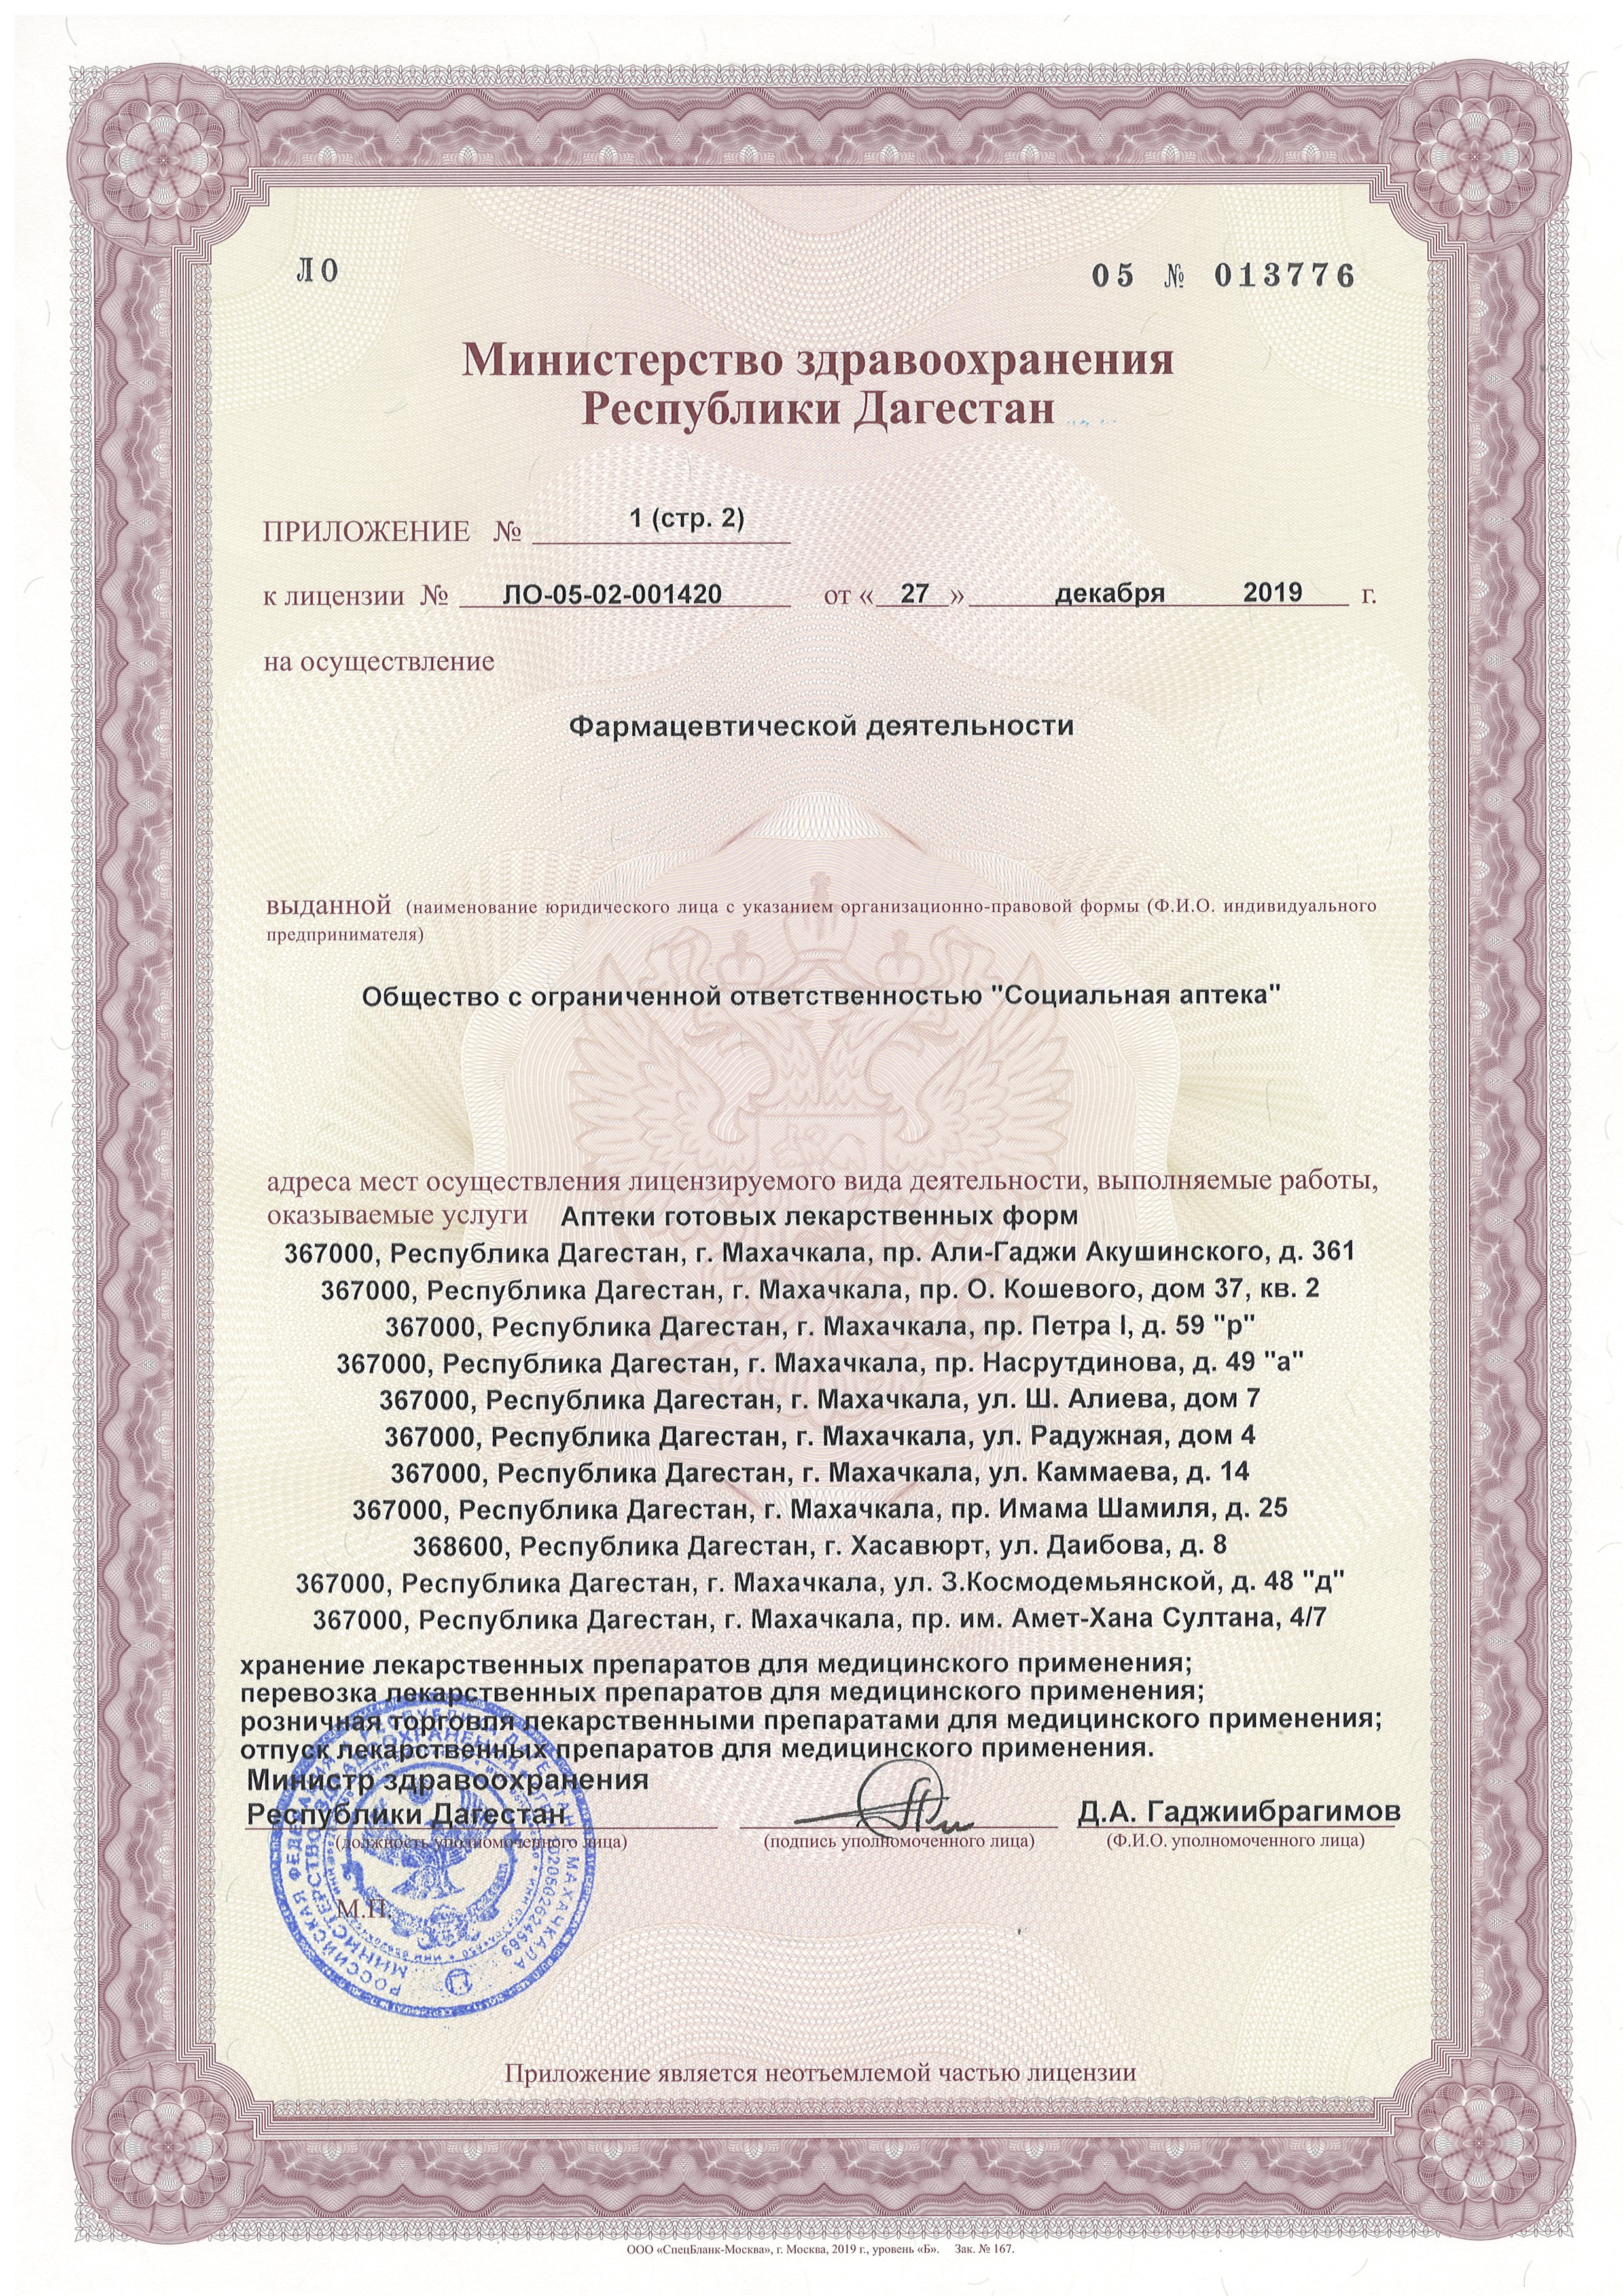 ЛО
05 № 013776
Министерство здравоохранения
Республики Дагестан
ПРИЛОЖЕНИЕ № 1 (стр. 2)
к лицензии № ЛО-05-02-001420 от « 27 » декабря 2019 г.
на осуществление
Фармацевтической деятельности
выданной (наименование юридического лица с указанием организационно-правовой формы (Ф.И.О. индивидуального
предпринимателя)
Общество с ограниченной ответственностью "Социальная аптека"
адреса мест осуществления лицензируемого вида деятельности, выполняемые работы,
оказываемые услуги Аптеки готовых лекарственных форм
367000, Республика Дагестан, г. Махачкала, пр. Али-Гаджи Акушинского, д. 361
367000, Республика Дагестан, г. Махачкала, пр. О. Кошевого, дом 37, кв. 2
367000, Республика Дагестан, г. Махачкала, пр. Петра I, д. 59 "р"
367000, Республика Дагестан, г. Махачкала, пр. Насрутдинова, д. 49 "а"
367000, Республика Дагестан, г. Махачкала, ул. Ш. Алиева, дом 7
367000, Республика Дагестан, г. Махачкала, ул. Радужная, дом 4
367000, Республика Дагестан, г. Махачкала, ул. Каммаева, д. 14
367000, Республика Дагестан, г. Махачкала, пр. Имама Шамиля, д. 25
368600, Республика Дагестан, г. Хасавюрт, ул. Даибова, д. 8
367000, Республика Дагестан, г. Махачкала, ул. З.Космодемьянской, д. 48 "д"
367000, Республика Дагестан, г. Махачкала, пр. им. Амет-Хана Султана, 4/7
хранение лекарственных препаратов для медицинского применения;
перевозка лекарственных препаратов для медицинского применения;
розничная торговля лекарственными препаратами для медицинского применения;
отпуск лекарственных препаратов для медицинского применения.
Министр здравоохранения
Республики Дагестан
Д.А. Гаджиибрагимов
(должность уполномоченного лица)
(подпись уполномоченного лица)
(Ф.И.О. уполномоченного лица)
М.П.
РОССИЙСКАЯ ФЕДЕРАЦИЯ
МИНИСТЕРСТВО
МАХАЧКАЛА
Приложение является неотъемлемой частью лицензии
ООО «СпецБланк-Москва», г. Москва, 2019 г., уровень «Б». Зак. № 167.